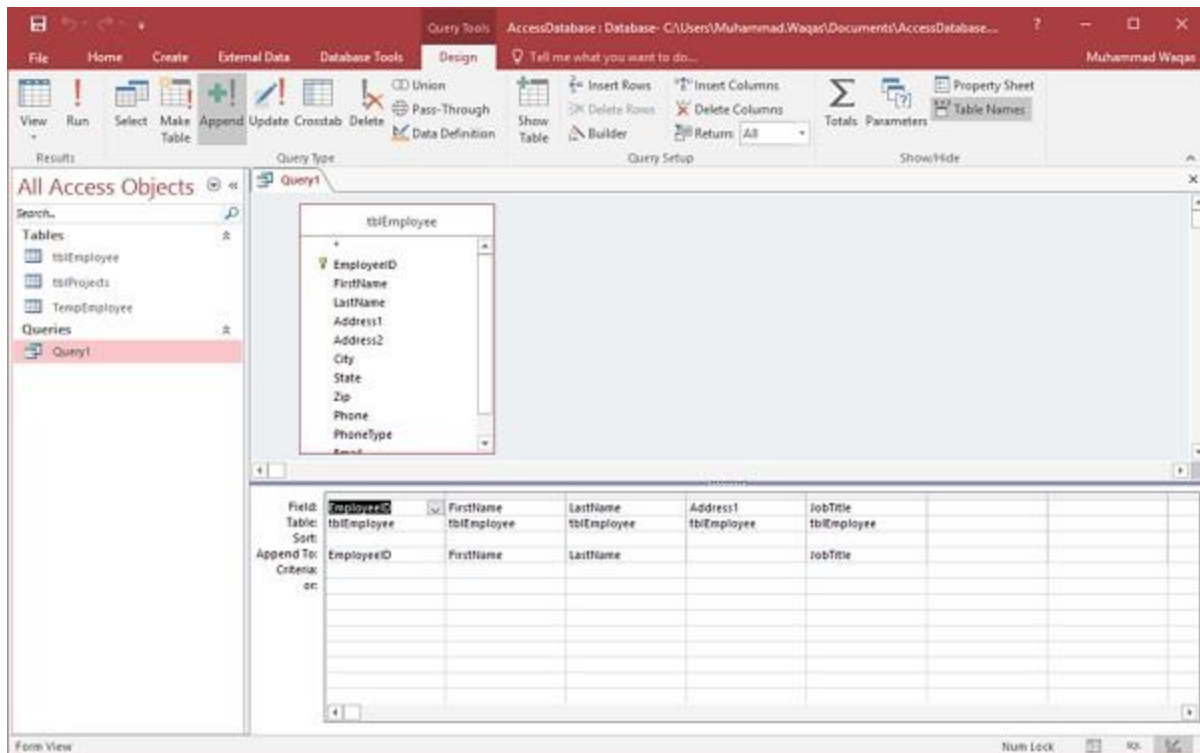 Query Tools AccessDatabase : Database- C:\Users\Muhammad.Waqas\Documents\AccessDatabase... ?
File Home Create External Data Database Tools Design Tell me what you want to do... Muhammad Waqas
View Run Select Make Table Append Update Crosstab Delete
Union
Pass-Through
Data Definition
Show Table
Insert Rows
Delete Rows
Builder
Insert Columns
Delete Columns
Return: All
Totals Parameters
Property Sheet
Table Names
Results Query Type Query Setup Show/Hide
All Access Objects
Search..
Tables
tblEmployee
tblProjects
TempEmployee
Queries
Query1
Query1
tblEmployee
*
EmployeeID
FirstName
LastName
Address1
Address2
City
State
Zip
Phone
PhoneType
Email
Field: EmployeeID FirstName LastName Address1 JobTitle
Table: tblEmployee tblEmployee tblEmployee tblEmployee tblEmployee
Sort:
Append To: EmployeeID FirstName LastName JobTitle
Criteria:
or:
Form View Num Lock SQL